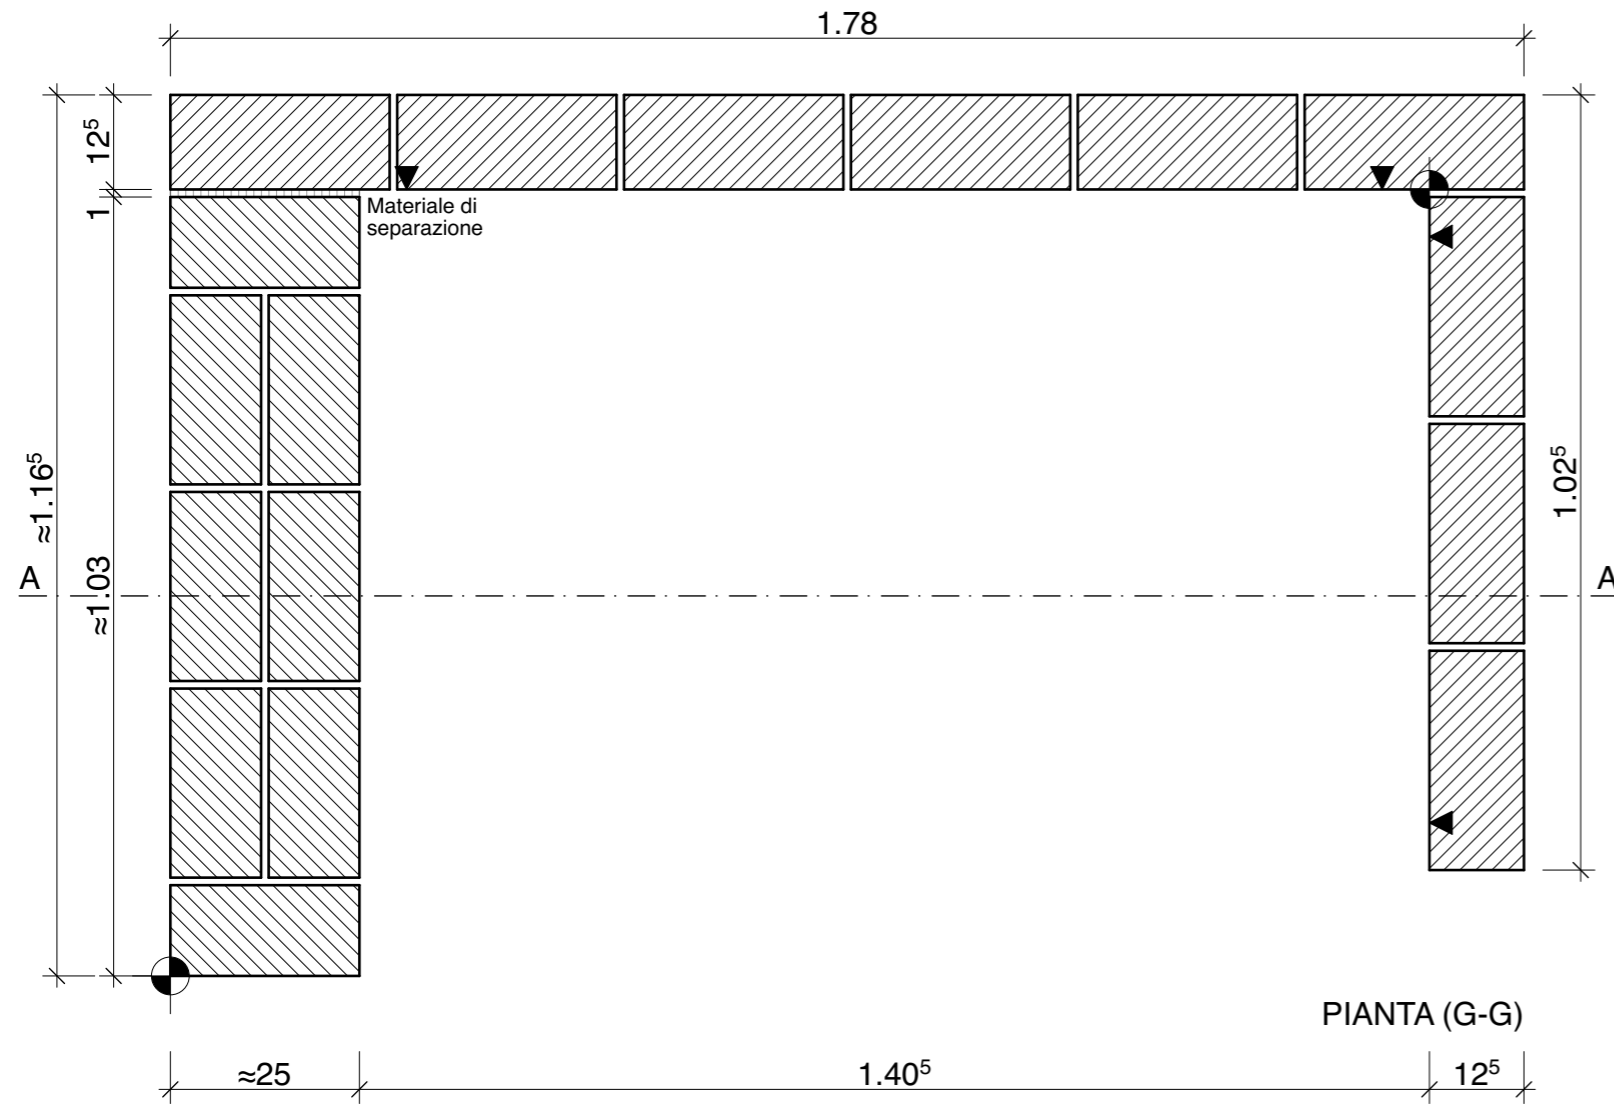 1.78
12⁵
1
Materiale di
separazione
≈1.16⁵
≈1.03
1.02⁵
A
A
PIANTA (G-G)
≈25
1.40⁵
12⁵